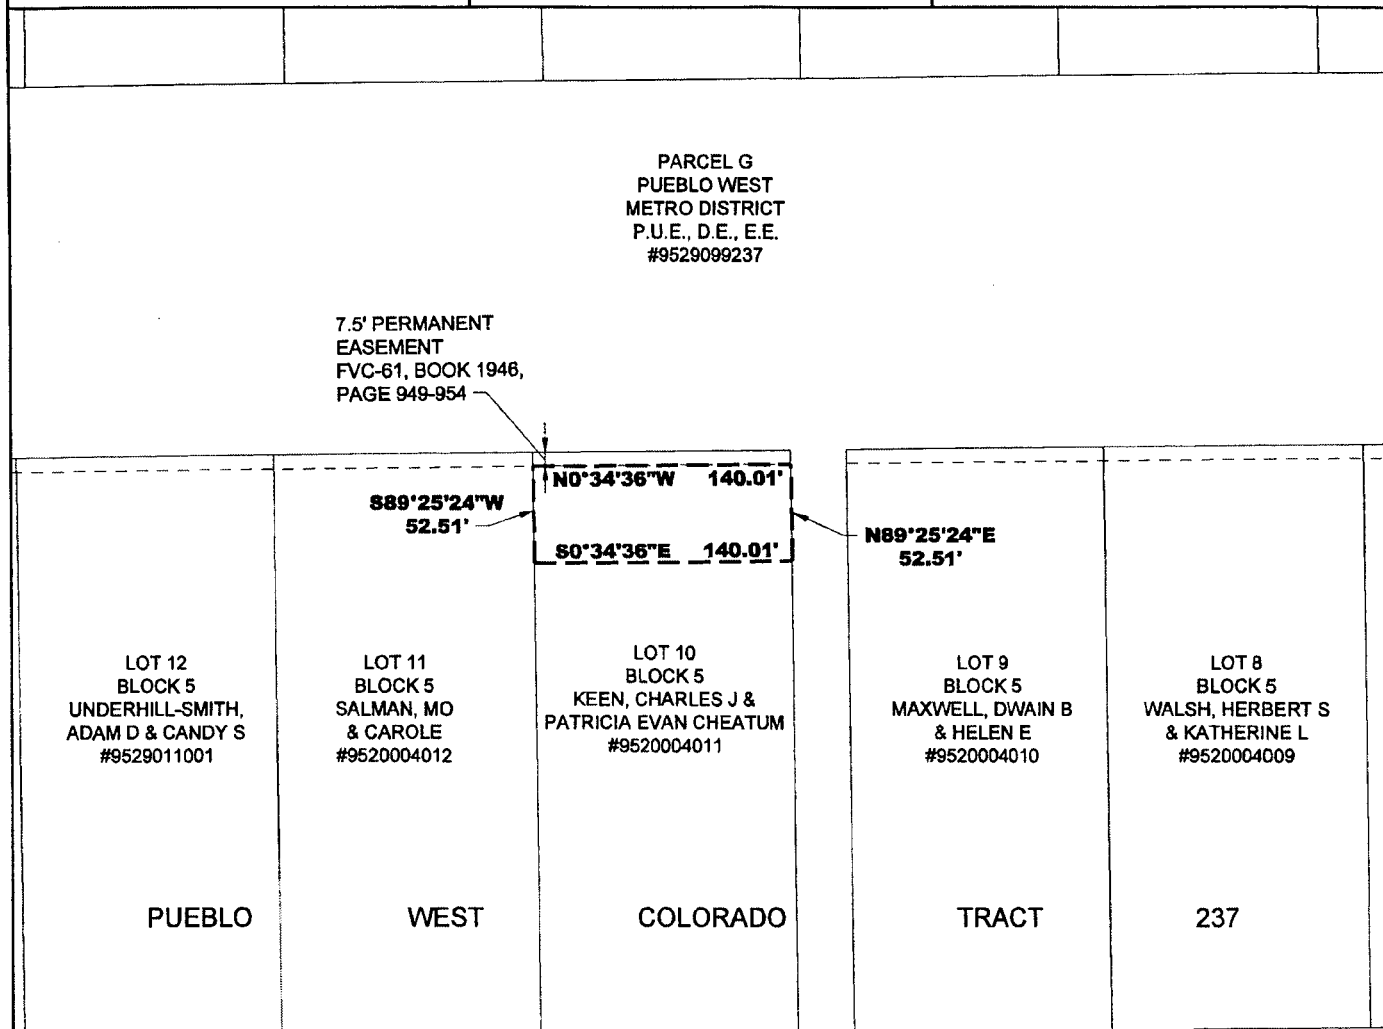 PARCEL G
PUEBLO WEST
METRO DISTRICT
P.U.E., D.E., E.E.
#9529099237
7.5' PERMANENT
EASEMENT
FVC-61, BOOK 1946,
PAGE 949-954
N0°34'36"W 140.01'
S89°25'24"W
52.51'
S0°34'36"E 140.01'
N89°25'24"E
52.51'
LOT 12
BLOCK 5
UNDERHILL-SMITH,
ADAM D & CANDY S
#9529011001
LOT 11
BLOCK 5
SALMAN, MO
& CAROLE
#9520004012
LOT 10
BLOCK 5
KEEN, CHARLES J &
PATRICIA EVAN CHEATUM
#9520004011
LOT 9
BLOCK 5
MAXWELL, DWAIN B
& HELEN E
#9520004010
LOT 8
BLOCK 5
WALSH, HERBERT S
& KATHERINE L
#9520004009
PUEBLO WEST COLORADO TRACT 237